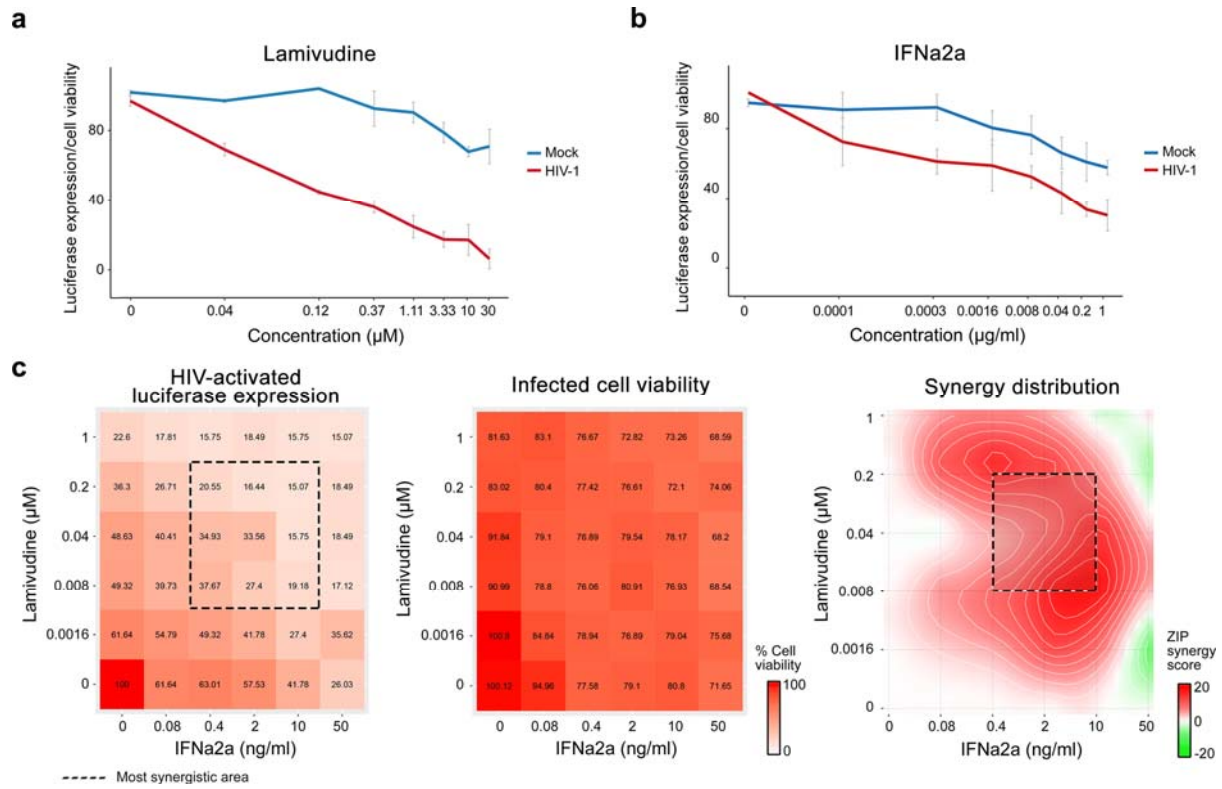 a
Lamivudine
Luciferase expression/cell viability
80
40
0
0
0.04
0.12
0.37
1.11
3.33
10
30
Concentration (µM)
Mock
HIV-1
b
IFNa2a
Luciferase expression/cell viability
80
40
0
0
0.0001
0.0003
0.0016
0.008
0.04
0.2
1
Concentration (µg/ml)
Mock
HIV-1
c
HIV-activated
luciferase expression
Lamivudine (µM)
1 22.6 17.81 15.75 18.49 15.75 15.07
0.2 36.3 26.71 20.55 16.44 15.07 18.49
0.04 48.63 40.41 34.93 33.56 15.75 18.49
0.008 49.32 39.73 37.67 27.4 19.18 17.12
0.0016 61.64 54.79 49.32 41.78 27.4 35.62
0 100 61.64 63.01 57.53 41.78 26.03
0 0.08 0.4 2 10 50
IFNa2a (ng/ml)
Most synergistic area
Infected cell viability
Lamivudine (µM)
1 81.63 83.1 76.67 72.82 73.26 68.59
0.2 83.02 80.4 77.42 76.61 72.1 74.06
0.04 91.84 79.1 76.89 79.54 78.17 68.2
0.008 90.99 78.8 76.06 80.91 76.93 68.54
0.0016 100.8 84.64 78.94 76.89 79.04 75.68
0 100.12 94.96 77.58 79.1 80.8 71.65
0 0.08 0.4 2 10 50
IFNa2a (ng/ml)
% Cell
viability
100
0
Synergy distribution
Lamivudine (µM)
1
0.2
0.04
0.008
0.0016
0
0 0.08 0.4 2 10 50
IFNa2a (ng/ml)
ZIP
synergy
score
20
0
-20